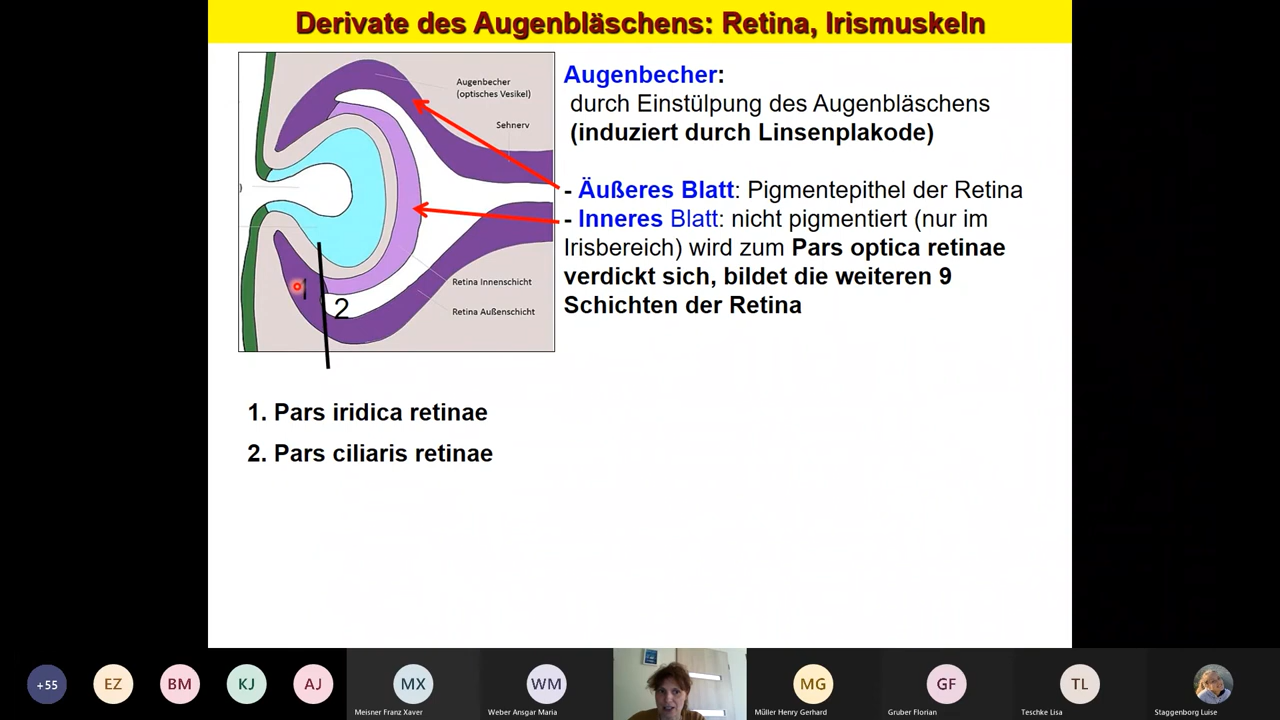 Derivate des Augenbläschens: Retina, Irismuskeln
Augenbecher
(optisches Vesikel)
Sehnerv
)
Retina Innenschicht
Retina Außenschicht
1
2
Augenbecher:
durch Einstülpung des Augenbläschens
(induziert durch Linsenplakode)
- Äußeres Blatt: Pigmentepithel der Retina
- Inneres Blatt: nicht pigmentiert (nur im
Irisbereich) wird zum Pars optica retinae
verdickt sich, bildet die weiteren 9
Schichten der Retina
1. Pars iridica retinae
2. Pars ciliaris retinae
+55
EZ
BM
KJ
AJ
MX
Meisner Franz Xaver
WM
Weber Ansgar Maria
MG
Müller Henry Gerhard
GF
Gruber Florian
TL
Teschke Lisa
Staggenborg Luise